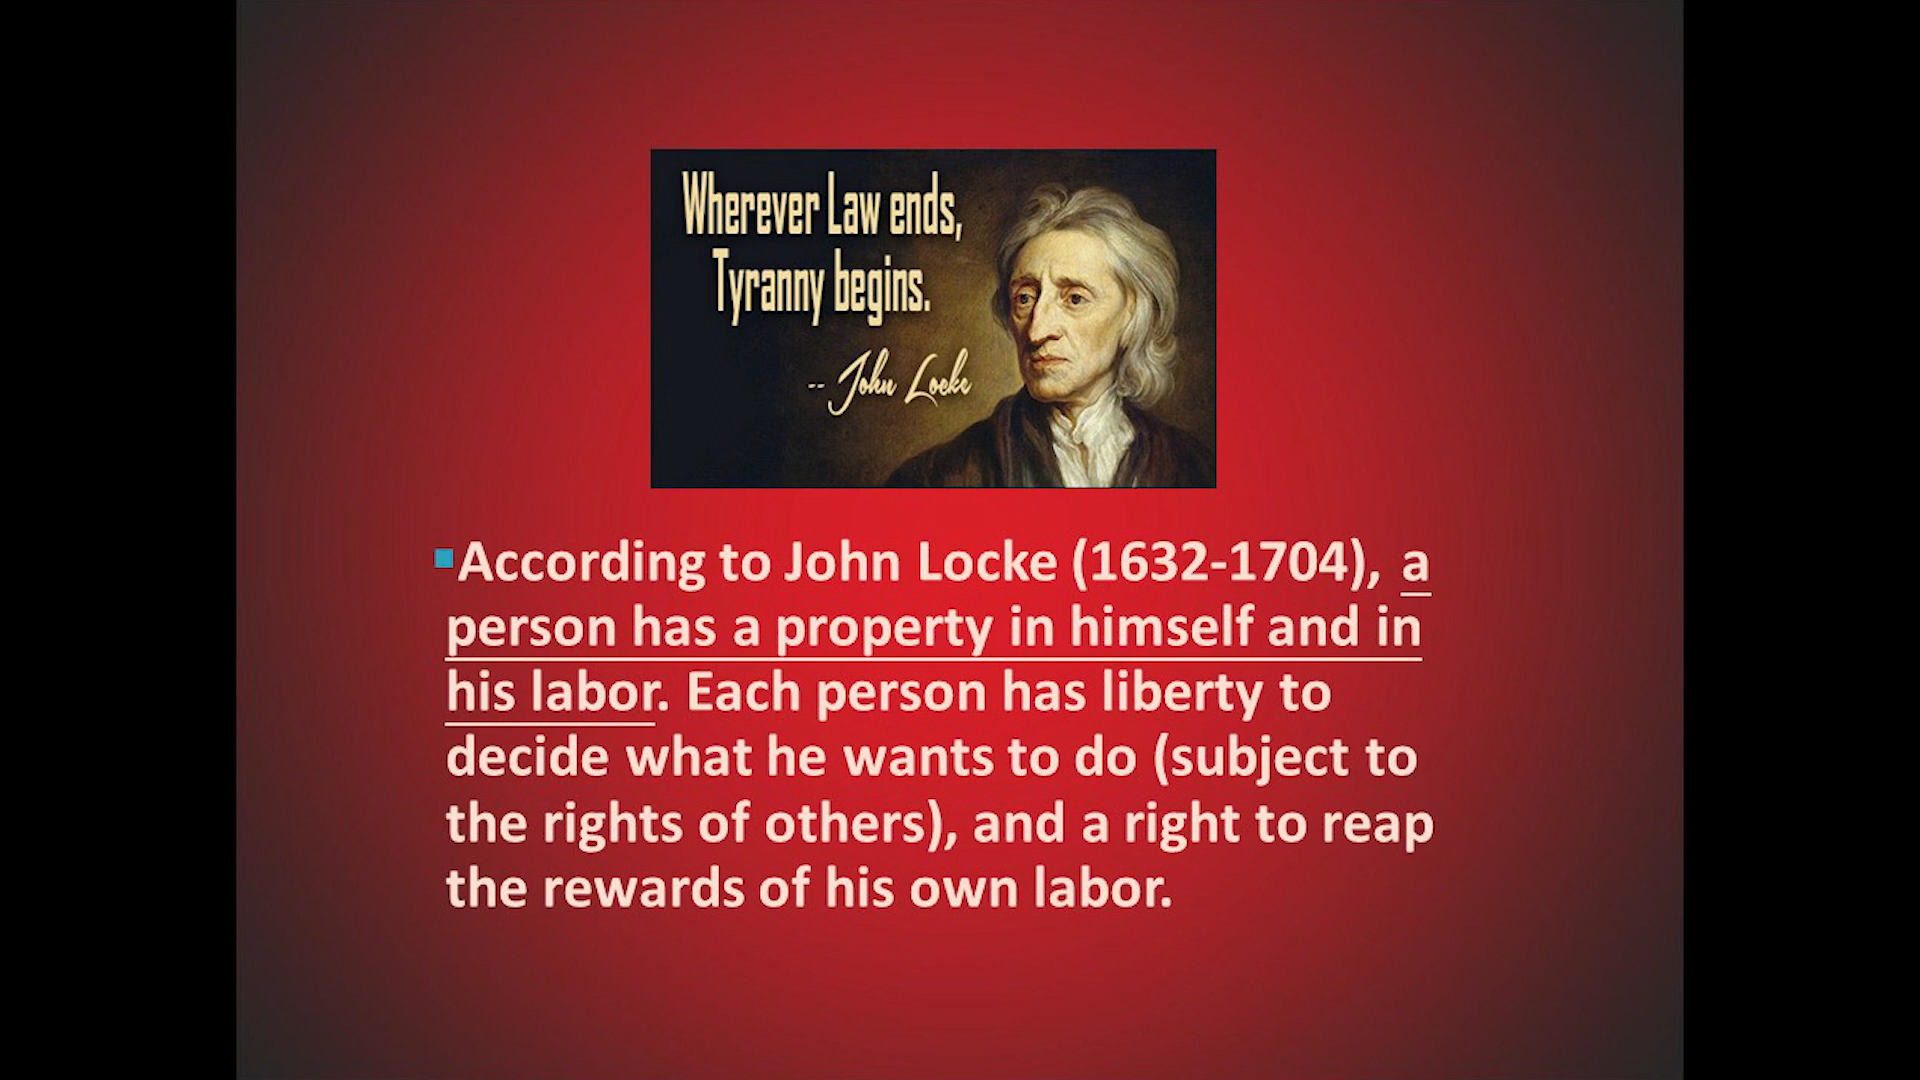 Wherever Law ends,
Tyranny begins.
-- John Locke
According to John Locke (1632-1704), a
person has a property in himself and in
his labor. Each person has liberty to
decide what he wants to do (subject to
the rights of others), and a right to reap
the rewards of his own labor.